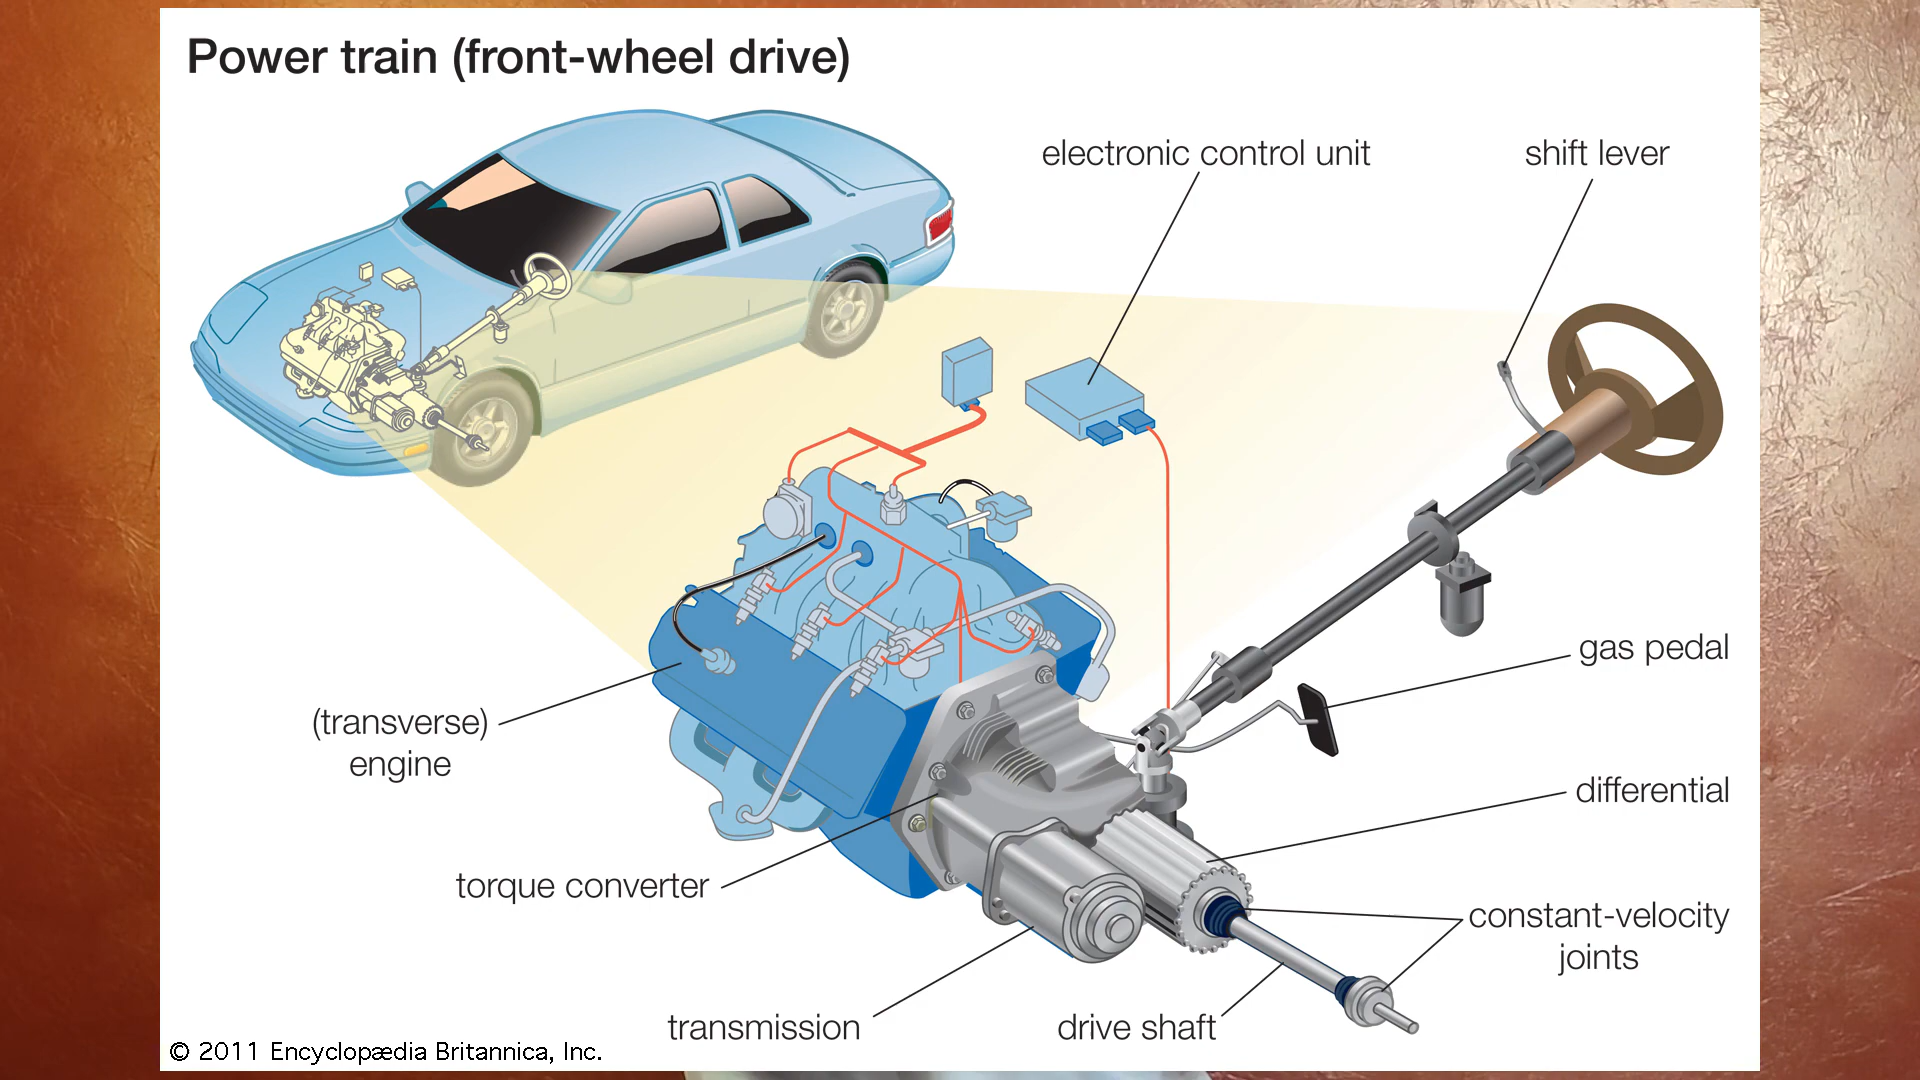 Power train (front-wheel drive)
electronic control unit
shift lever
gas pedal
(transverse)
engine
differential
torque converter
constant-velocity
joints
transmission
drive shaft
© 2011 Encyclopædia Britannica, Inc.